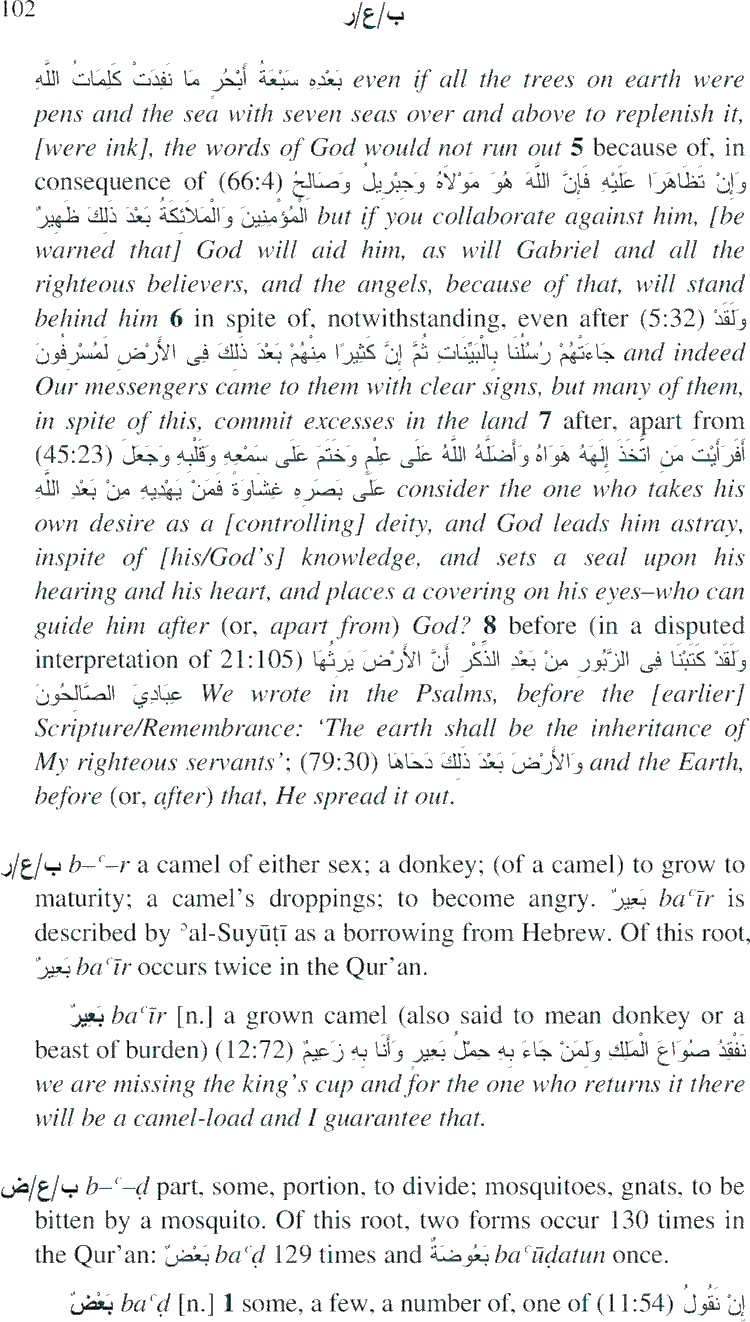 102
ب/ع/ر
بَعْدِهِ سَبْعَةُ أَبْحُرٍ مَا نَفِدَتْ كَلِمَاتُ اللَّهِ even if all the trees on earth were
pens and the sea with seven seas over and above to replenish it,
[were ink], the words of God would not run out 5 because of, in
consequence of (66:4) وَإِنْ تَظَاهَرَا عَلَيْهِ فَإِنَّ اللَّهَ هُوَ مَوْلَاهُ وَجِبْرِيلُ وَصَالِحُ
الْمُؤْمِنِينَ وَالْمَلَائِكَةُ بَعْدَ ذَلِكَ ظَهِيرٌ but if you collaborate against him, [be
warned that] God will aid him, as will Gabriel and all the
righteous believers, and the angels, because of that, will stand
behind him 6 in spite of, notwithstanding, even after (5:32) وَلَقَدْ
جَاءَتْهُمْ رُسُلُنَا بِالْبَيِّنَاتِ ثُمَّ إِنَّ كَثِيرًا مِنْهُمْ بَعْدَ ذَلِكَ فِى الأَرْضِ لَمُسْرِفُونَ and indeed
Our messengers came to them with clear signs, but many of them,
in spite of this, commit excesses in the land 7 after, apart from
(45:23) أَفَرَأَيْتَ مَنِ اتَّخَذَ إِلَهَهُ هَوَاهُ وَأَضَلَّهُ اللَّهُ عَلَى عِلْمٍ وَخَتَمَ عَلَى سَمْعِهِ وَقَلْبِهِ وَجَعَلَ
عَلَى بَصَرِهِ غِشَاوَةً فَمَنْ يَهْدِيهِ مِنْ بَعْدِ اللَّهِ consider the one who takes his
own desire as a [controlling] deity, and God leads him astray,
inspite of [his/God's] knowledge, and sets a seal upon his
hearing and his heart, and places a covering on his eyes–who can
guide him after (or, apart from) God? 8 before (in a disputed
interpretation of 21:105) وَلَقَدْ كَتَبْنَا فِى الزَّبُورِ مِنْ بَعْدِ الذِّكْرِ أَنَّ الأَرْضَ يَرِثُهَا
عِبَادِيَ الصَّالِحُونَ We wrote in the Psalms, before the [earlier]
Scripture/Remembrance: 'The earth shall be the inheritance of
My righteous servants'; (79:30) وَالأَرْضَ بَعْدَ ذَلِكَ دَحَاهَا and the Earth,
before (or, after) that, He spread it out.
ب/ع/ر b–ʿ–r a camel of either sex; a donkey; (of a camel) to grow to
maturity; a camel's droppings; to become angry. بَعِيرٌ baʿīr is
described by ʾal-Suyūṭī as a borrowing from Hebrew. Of this root,
بَعِيرٌ baʿīr occurs twice in the Qur'an.
بَعِيرٌ baʿīr [n.] a grown camel (also said to mean donkey or a
beast of burden) (12:72) نَفْقِدُ صُوَاعَ الْمَلِكِ وَلِمَنْ جَاءَ بِهِ حِمْلُ بَعِيرٍ وَأَنَا بِهِ زَعِيمٌ
we are missing the king's cup and for the one who returns it there
will be a camel-load and I guarantee that.
ب/ع/ض b–ʿ–ḍ part, some, portion, to divide; mosquitoes, gnats, to be
bitten by a mosquito. Of this root, two forms occur 130 times in
the Qur'an: بَعْضٌ baʿḍ 129 times and بَعُوضَةٌ baʿūḍatun once.
بَعْضٌ baʿḍ [n.] 1 some, a few, a number of, one of (11:54) إِنْ نَقُولُ